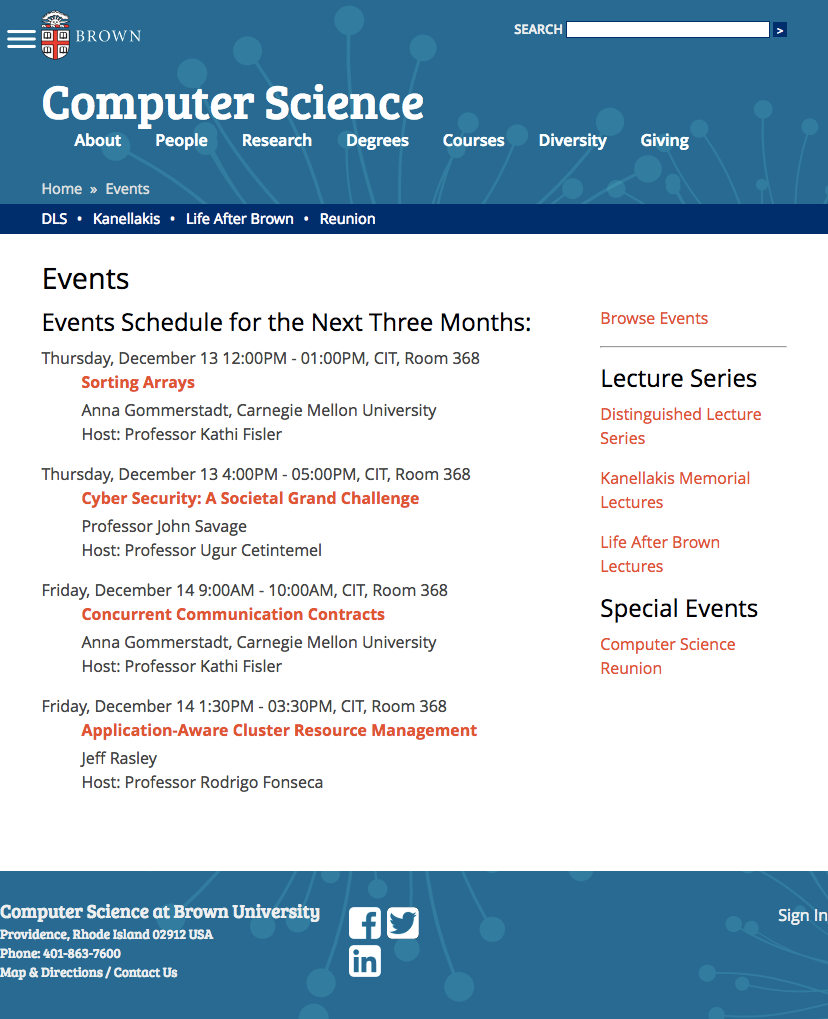 BROWN
SEARCH >
Computer Science
About People Research Degrees Courses Diversity Giving
Home » Events
DLS • Kanellakis • Life After Brown • Reunion
Events
Events Schedule for the Next Three Months:
Thursday, December 13 12:00PM - 01:00PM, CIT, Room 368
Sorting Arrays
Anna Gommerstadt, Carnegie Mellon University
Host: Professor Kathi Fisler
Thursday, December 13 4:00PM - 05:00PM, CIT, Room 368
Cyber Security: A Societal Grand Challenge
Professor John Savage
Host: Professor Ugur Cetintemel
Friday, December 14 9:00AM - 10:00AM, CIT, Room 368
Concurrent Communication Contracts
Anna Gommerstadt, Carnegie Mellon University
Host: Professor Kathi Fisler
Friday, December 14 1:30PM - 03:30PM, CIT, Room 368
Application-Aware Cluster Resource Management
Jeff Rasley
Host: Professor Rodrigo Fonseca
Browse Events
Lecture Series
Distinguished Lecture
Series
Kanellakis Memorial
Lectures
Life After Brown
Lectures
Special Events
Computer Science
Reunion
Computer Science at Brown University
Providence, Rhode Island 02912 USA
Phone: 401-863-7600
Map & Directions / Contact Us
Sign In